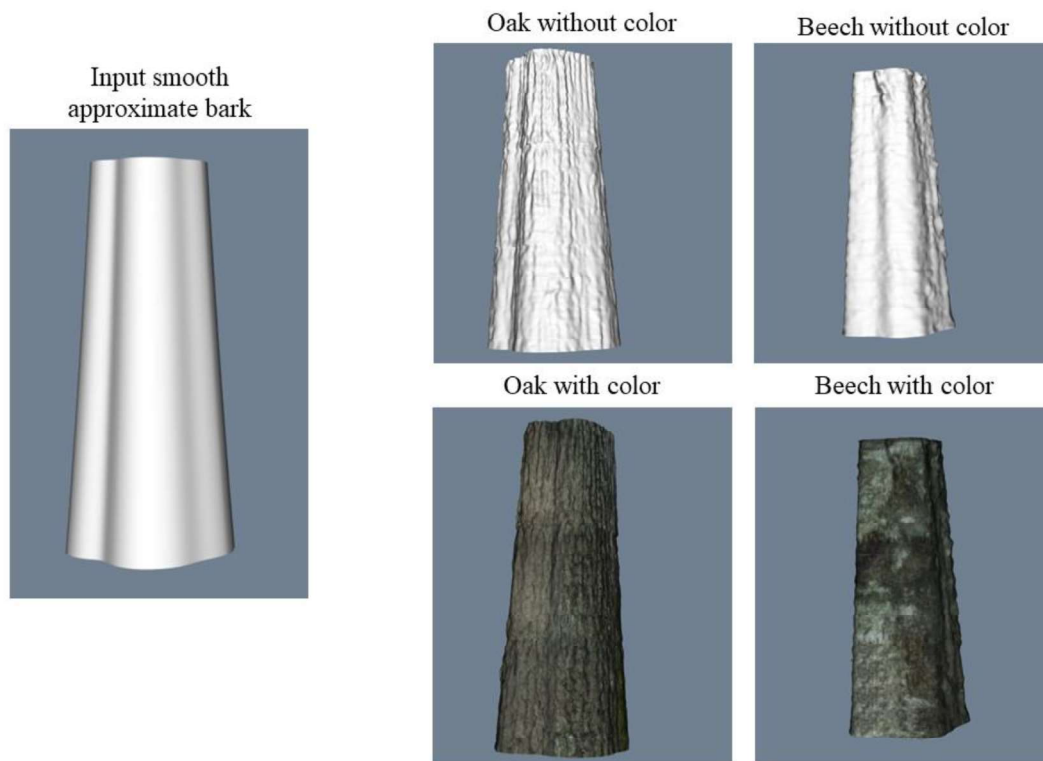 Input smooth
approximate bark
Oak without color
Beech without color
Oak with color
Beech with color